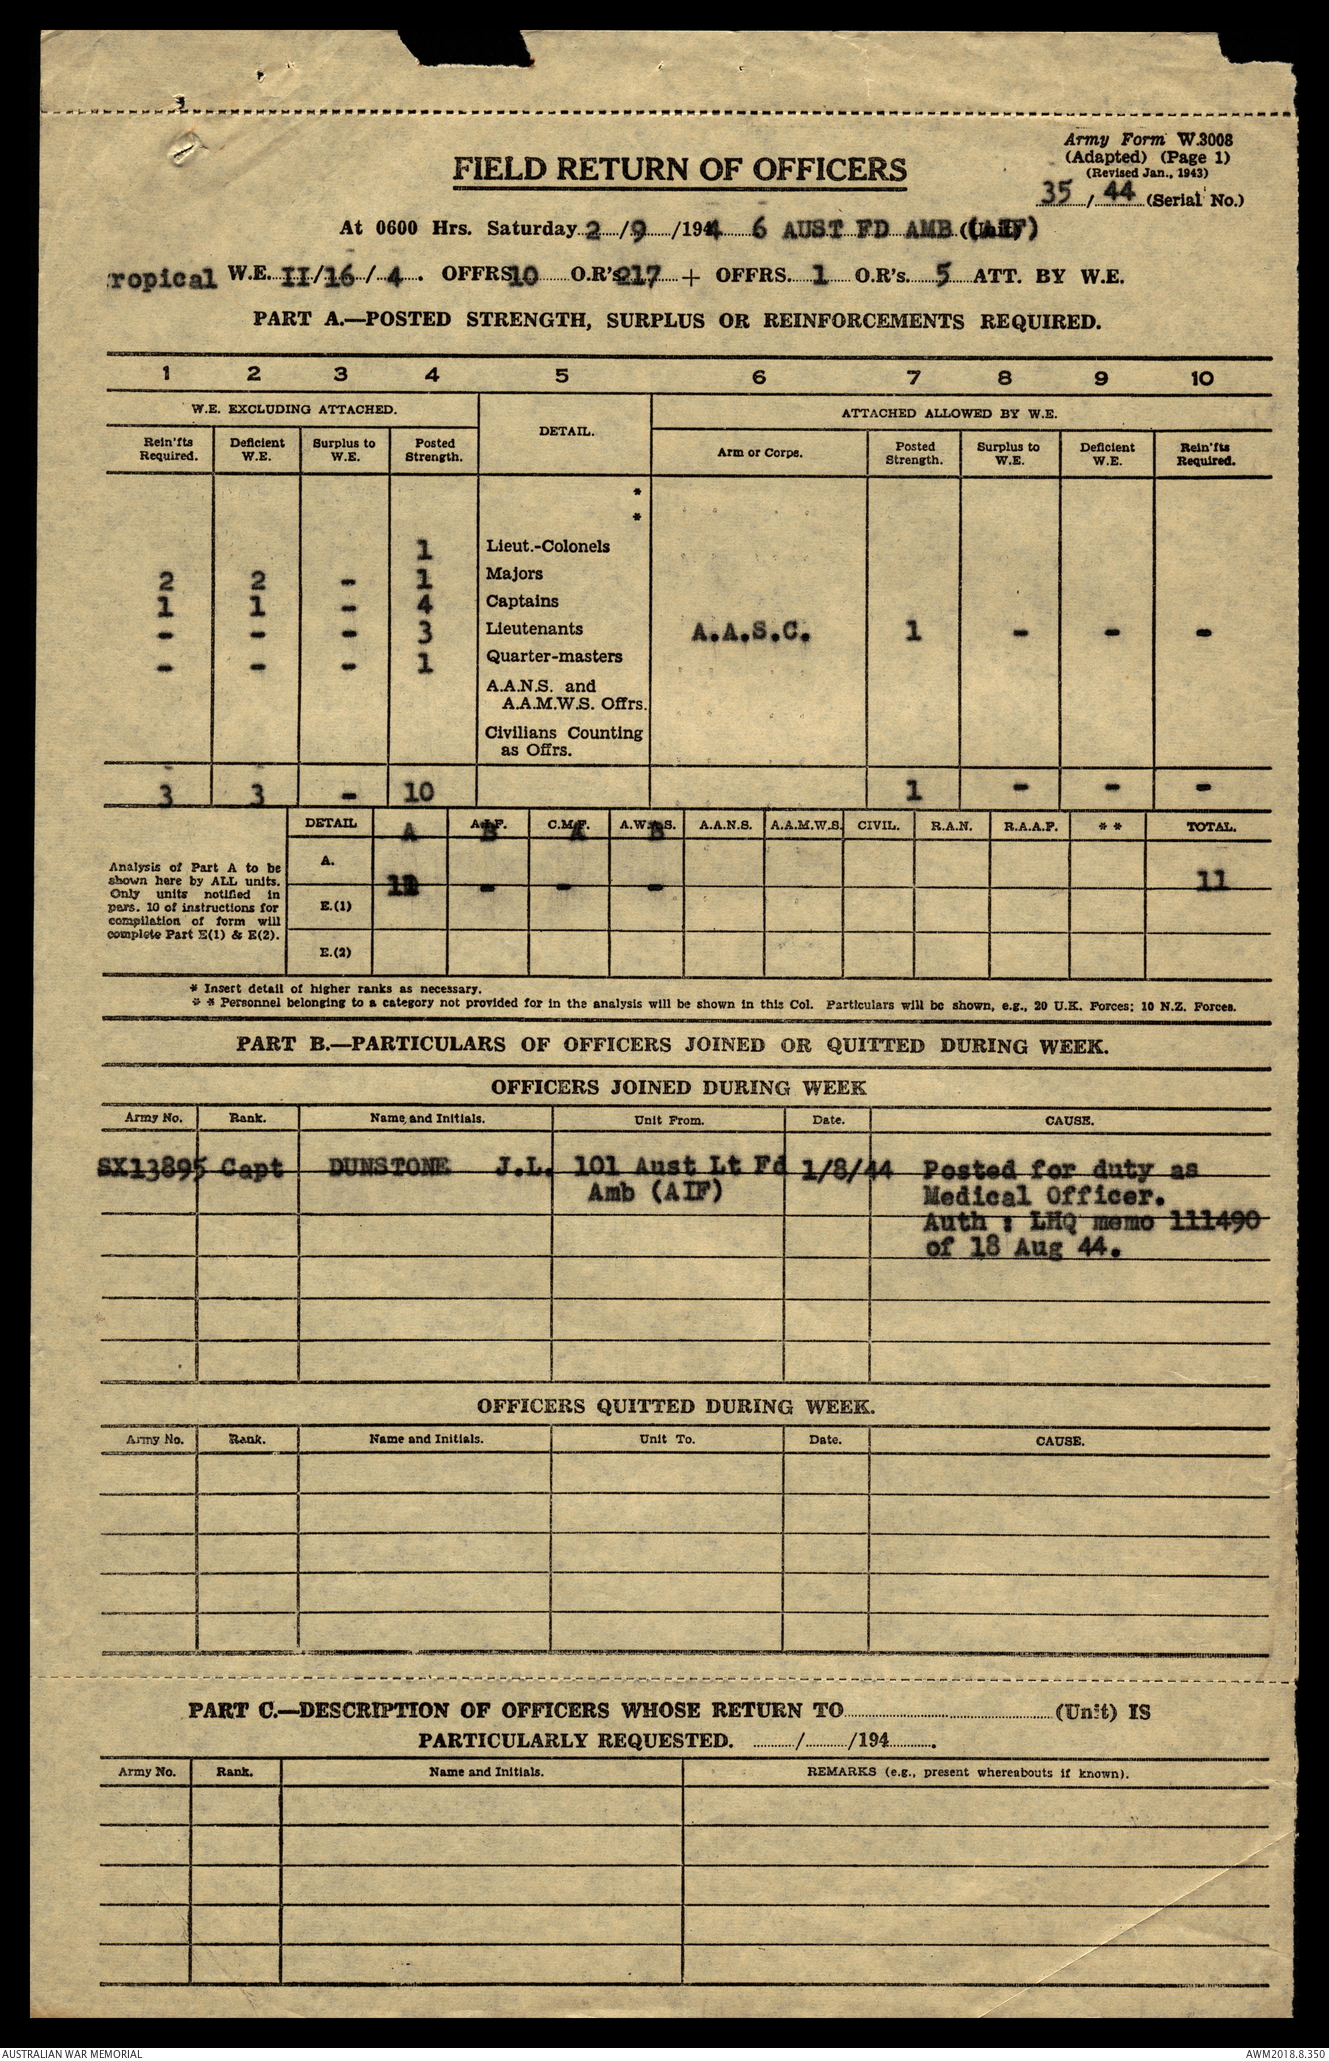 Army Form W.3008
(Adapted) (Page 1)
(Revised Jan., 1943)
FIELD RETURN OF OFFICERS
35 / 44 (Serial No.)
At 0600 Hrs. Saturday 2 / 9 /1944 6 AUST FD AMB (AIF)
ropical W.E. II/16 / 4 . OFFRS 10 O.R's 217 + OFFRS. 1 O.R's. 5 ATT. BY W.E.
PART A.—POSTED STRENGTH, SURPLUS OR REINFORCEMENTS REQUIRED.
1 2 3 4 5 6 7 8 9 10
W.E. EXCLUDING ATTACHED. DETAIL. ATTACHED ALLOWED BY W.E.
Rein'fts Required. Deficient W.E. Surplus to W.E. Posted Strength. Arm or Corps. Posted Strength. Surplus to W.E. Deficient W.E. Rein'fts Required.
*
*
1 Lieut.-Colonels
2 2 - 1 Majors
1 1 - 4 Captains
- - - 3 Lieutenants A.A.S.C. 1 - - -
- - - 1 Quarter-masters
A.A.N.S. and
A.A.M.W.S. Offrs.
Civilians Counting
as Offrs.
3 3 - 10 1 - - -
DETAIL A A.I.F. B C.M.F. A A.W.A.S. B A.A.N.S. A.A.M.W.S. CIVIL. R.A.N. R.A.A.F. * * TOTAL.
Analysis of Part A to be
shown here by ALL units.
Only units notified in
pars. 10 of instructions for
compilation of form will
complete Part E(1) & E(2).
A.
11 - - - 11
E.(1)
E.(2)
* Insert detail of higher ranks as necessary.
* * Personnel belonging to a category not provided for in the analysis will be shown in this Col. Particulars will be shown, e.g., 20 U.K. Forces; 10 N.Z. Forces.
PART B.—PARTICULARS OF OFFICERS JOINED OR QUITTED DURING WEEK.
OFFICERS JOINED DURING WEEK
Army No. Rank. Name and Initials. Unit From. Date. CAUSE.
SX13895 Capt DUNSTONE J.L. 101 Aust Lt Fd 1/8/44 Posted for duty as
Amb (AIF) Medical Officer.
Auth : LHQ memo 111490
of 18 Aug 44.
OFFICERS QUITTED DURING WEEK.
Army No. Rank. Name and Initials. Unit To. Date. CAUSE.
PART C.—DESCRIPTION OF OFFICERS WHOSE RETURN TO (Unit) IS
PARTICULARLY REQUESTED. / /194 .
Army No. Rank. Name and Initials. REMARKS (e.g., present whereabouts if known).
AUSTRALIAN WAR MEMORIAL AWM2018.8.350